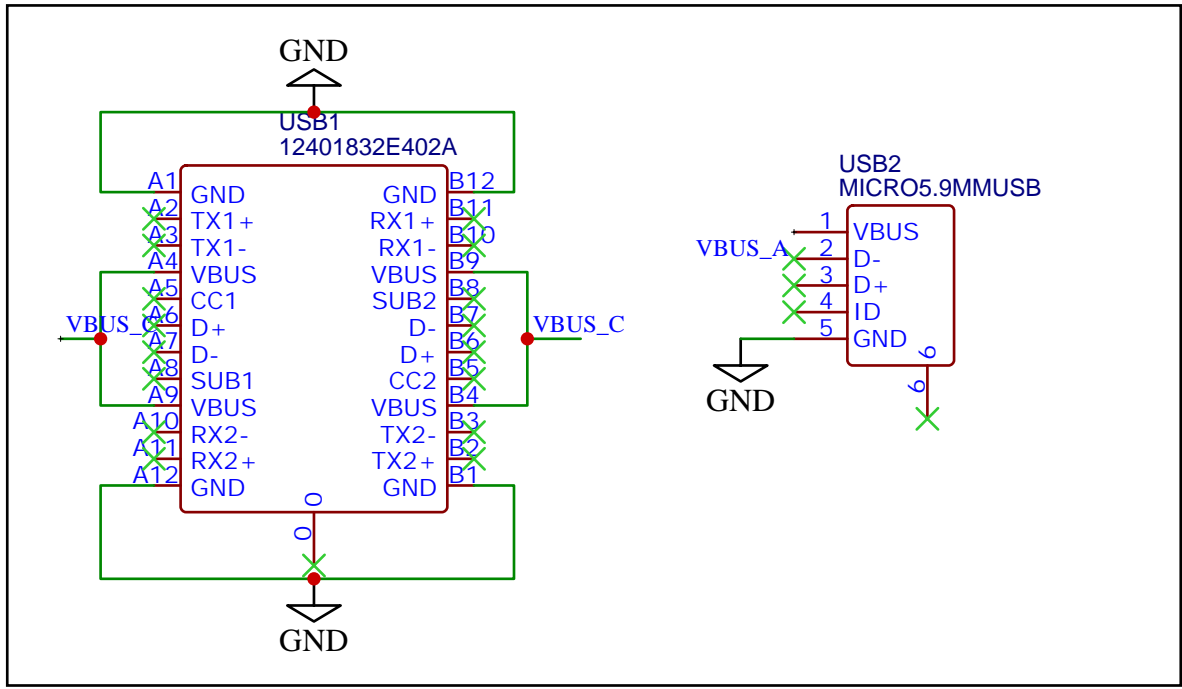 GND
USB1
12401832E402A
A1 GND GND B12
A2 TX1+ RX1+ B11
A3 TX1- RX1- B10
A4 VBUS VBUS B9
A5 CC1 SUB2 B8
A6 D+ D- B7
VBUS_C VBUS_C
A7 D- D+ B6
A8 SUB1 CC2 B5
A9 VBUS VBUS B4
A10 RX2- TX2- B3
A11 RX2+ TX2+ B2
A12 GND GND B1
0
0
GND
USB2
MICRO5.9MMUSB
1 VBUS
VBUS_A
2 D-
3 D+
4 ID
5 GND
6
6
GND